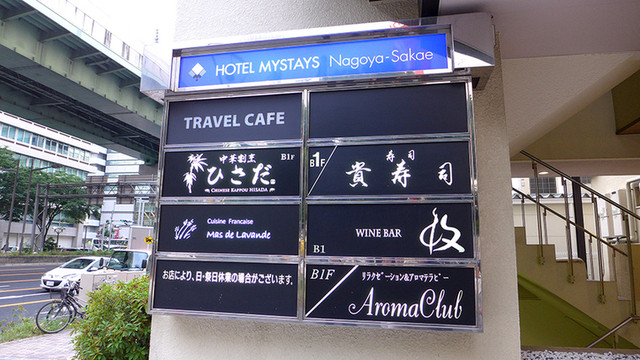 HOTEL MYSTAYS Nagoya-Sakae
TRAVEL CAFE
中華割烹
B1F
ひさだ。
CHINESE KAPPOU HISADA
B1F
寿司
貴寿司
Cuisine Francaise
Mas de Lavande
WINE BAR
B1
お店により、日・祭日休業の場合がございます。
B1F
リラクゼーション&アロマテラピー
AromaClub